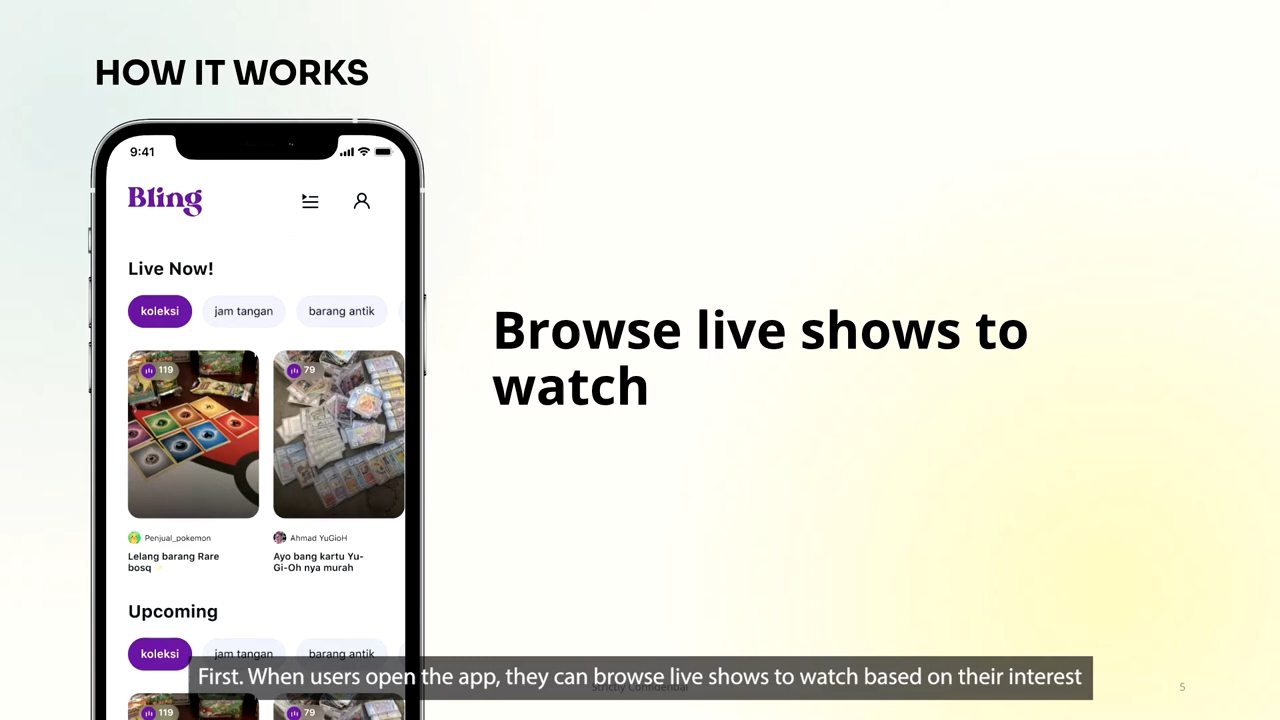 HOW IT WORKS
9:41
Bling
Live Now!
koleksi jam tangan barang antik
119 79
Penjual_pokemon Ahmad YuGioH
Lelang barang Rare bosq
Ayo bang kartu Yu-Gi-Oh nya murah
Upcoming
koleksi jam tangan barang antik
119 79
Browse live shows to
watch
First. When users open the app, they can browse live shows to watch based on their interest
Strictly Confidential
5